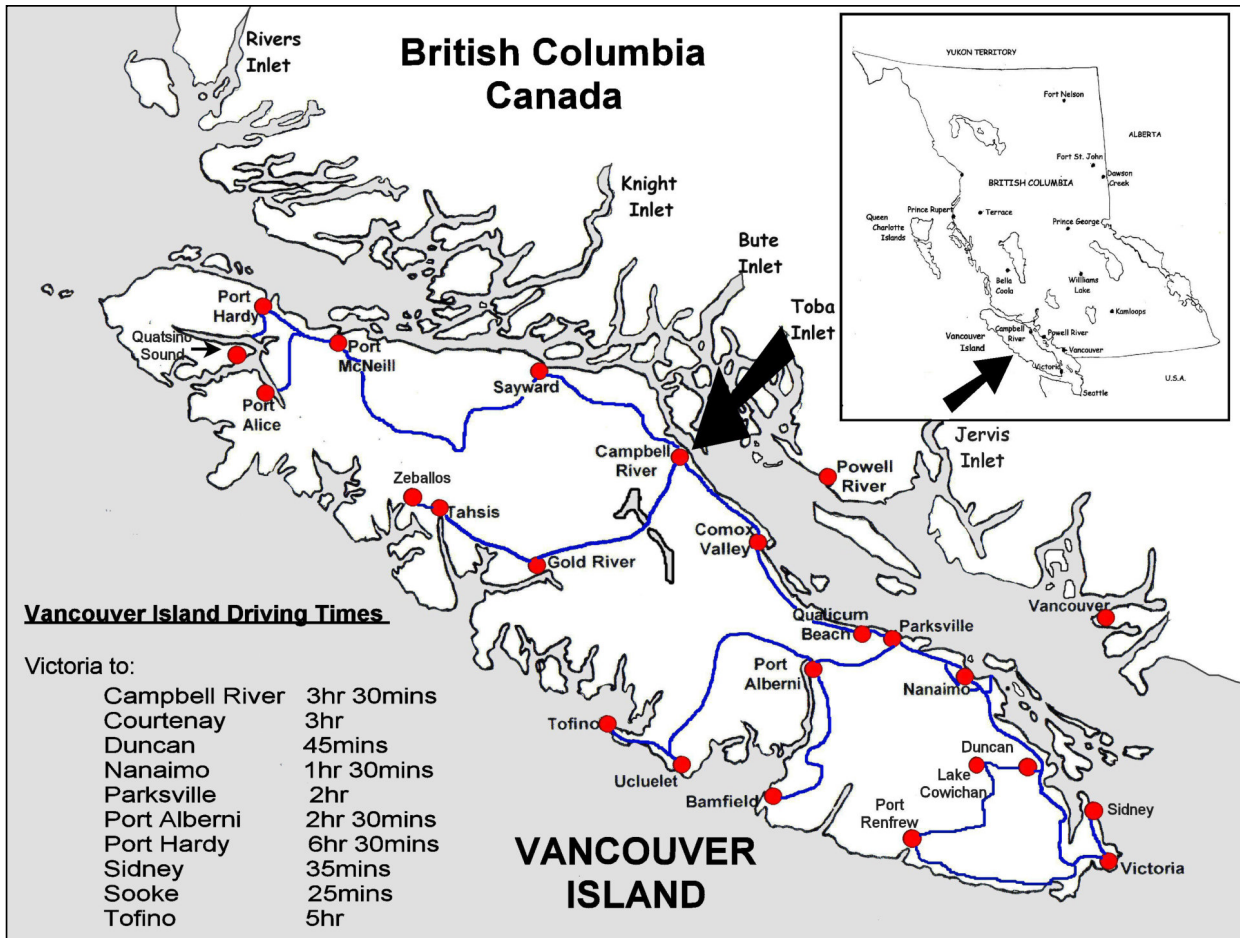 British Columbia
Canada
Rivers
Inlet
Knight
Inlet
Bute
Inlet
Toba
Inlet
Jervis
Inlet
YUKON TERRITORY
Fort Nelson
ALBERTA
Fort St. John
Dawson
Creek
BRITISH COLUMBIA
Prince Rupert
Terrace
Queen
Charlotte
Islands
Prince George
Bella
Coola
Williams
Lake
Kamloops
Campbell
River
Powell River
Vancouver
Island
Vancouver
Victoria
U.S.A.
Seattle
Port
Hardy
Quatsino
Sound
Port
McNeill
Port
Alice
Sayward
Campbell
River
Powell
River
Zeballos
Tahsis
Gold River
Comox
Valley
Qualicum
Beach
Parksville
Vancouver
Port
Alberni
Nanaimo
Tofino
Ucluelet
Bamfield
Duncan
Lake
Cowichan
Port
Renfrew
Sidney
Victoria
VANCOUVER
ISLAND
Vancouver Island Driving Times
Victoria to:
Campbell River 3hr 30mins
Courtenay 3hr
Duncan 45mins
Nanaimo 1hr 30mins
Parksville 2hr
Port Alberni 2hr 30mins
Port Hardy 6hr 30mins
Sidney 35mins
Sooke 25mins
Tofino 5hr